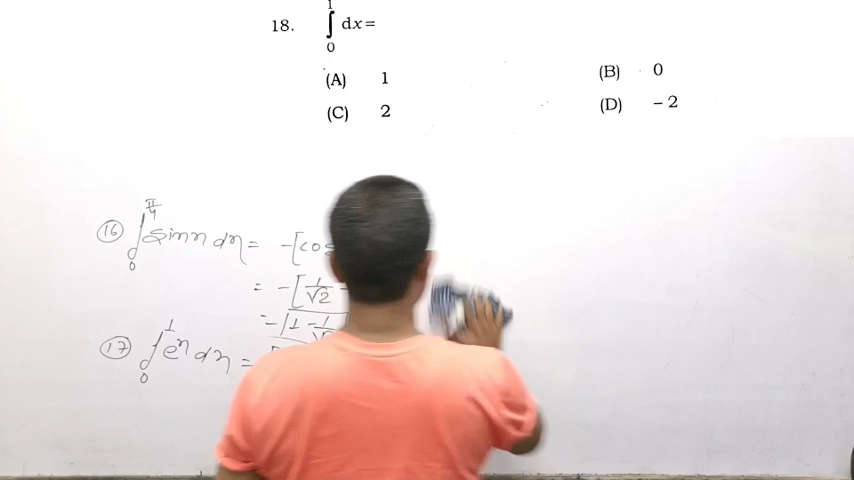 18. ∫₀¹ dx =
(A) 1 (B) 0
(C) 2 (D) – 2
⑯ ∫₀^(π/4) sinx dx = -[cos
= -[1/√2
= -[1 - 1/√
⑰ ∫₀¹ eˣ dx =